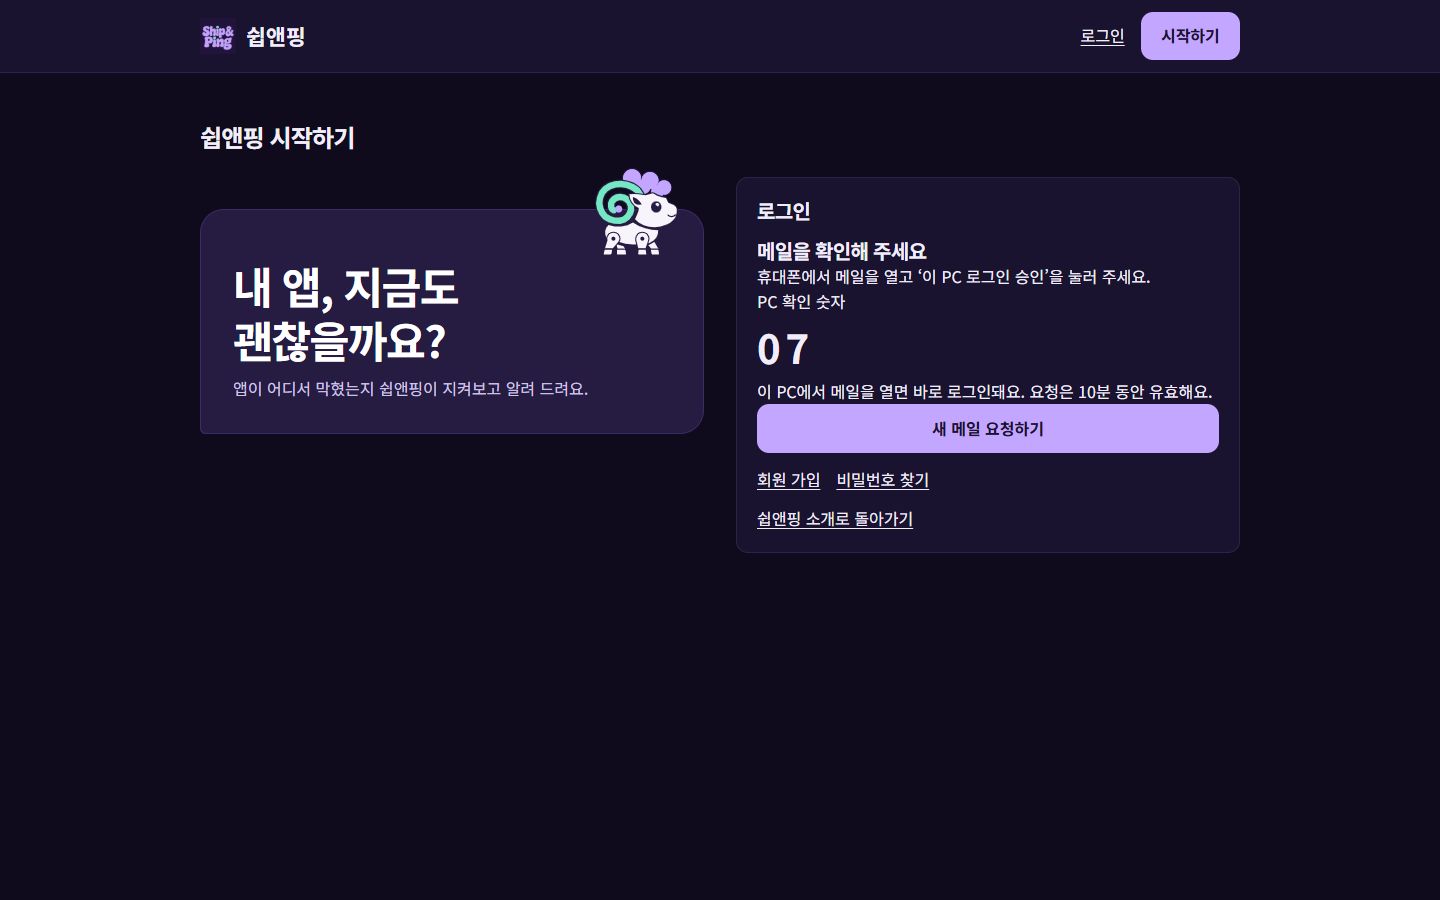 Ship&
Ping
쉽앤핑
로그인
시작하기
쉽앤핑 시작하기
내 앱, 지금도
괜찮을까요?
앱이 어디서 막혔는지 쉽앤핑이 지켜보고 알려 드려요.
로그인
메일을 확인해 주세요
휴대폰에서 메일을 열고 ‘이 PC 로그인 승인’을 눌러 주세요.
PC 확인 숫자
07
이 PC에서 메일을 열면 바로 로그인돼요. 요청은 10분 동안 유효해요.
새 메일 요청하기
회원 가입 비밀번호 찾기
쉽앤핑 소개로 돌아가기